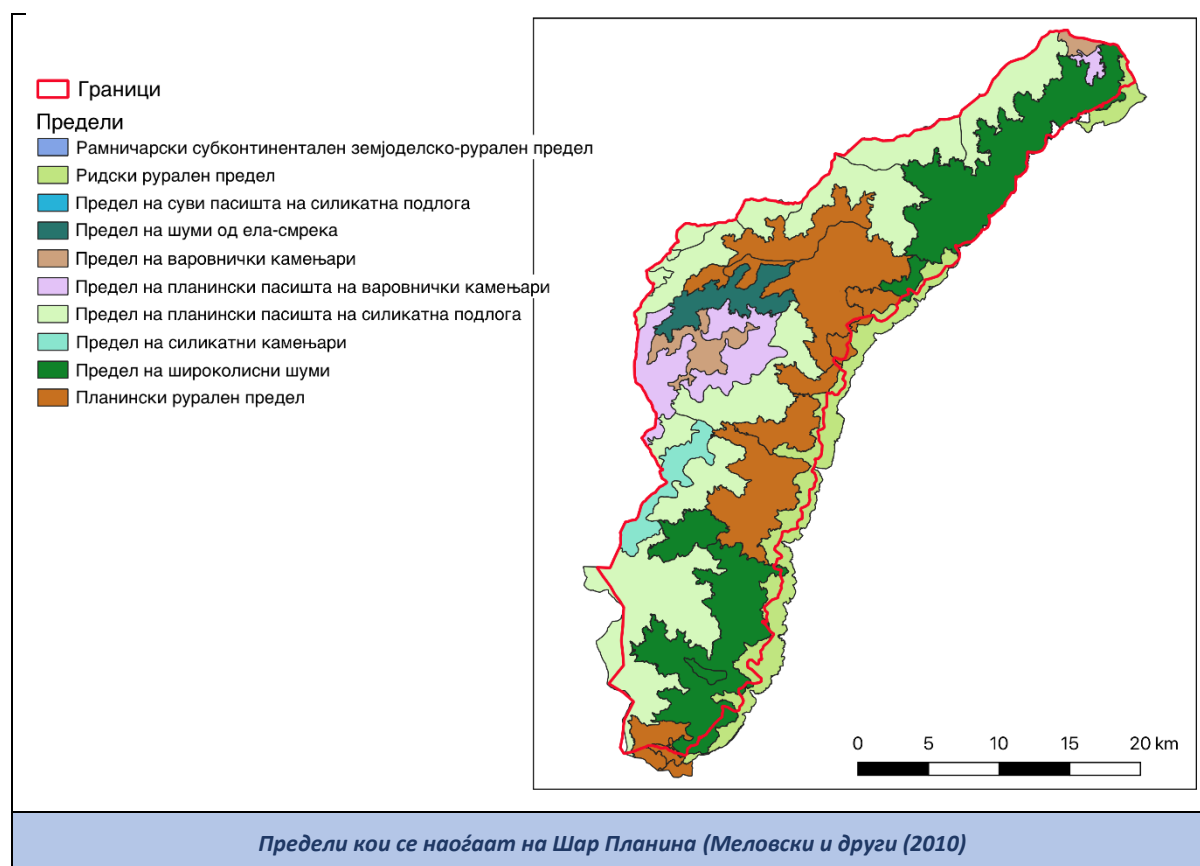 Граници
Предели
Рамничарски субконтинентален земјоделско-рурален предел
Ридски рурален предел
Предел на суви пасишта на силикатна подлога
Предел на шуми од ела-смрека
Предел на варовнички камењари
Предел на планински пасишта на варовнички камењари
Предел на планински пасишта на силикатна подлога
Предел на силикатни камењари
Предел на широколисни шуми
Планински рурален предел
0 5 10 15 20 km
Предели кои се наоѓаат на Шар Планина (Меловски и други (2010)